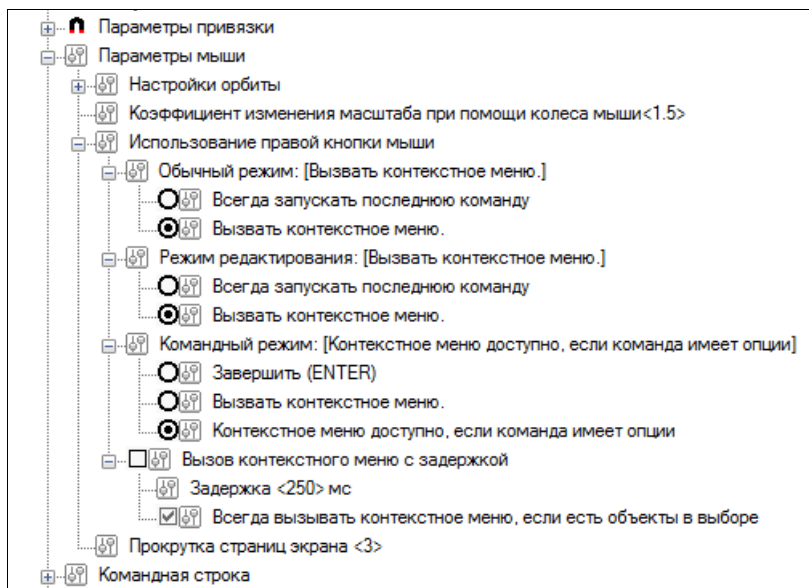 Параметры привязки
Параметры мыши
Настройки орбиты
Коэффициент изменения масштаба при помощи колеса мыши<1.5>
Использование правой кнопки мыши
Обычный режим: [Вызвать контекстное меню.]
Всегда запускать последнюю команду
Вызвать контекстное меню.
Режим редактирования: [Вызвать контекстное меню.]
Всегда запускать последнюю команду
Вызвать контекстное меню.
Командный режим: [Контекстное меню доступно, если команда имеет опции]
Завершить (ENTER)
Вызвать контекстное меню.
Контекстное меню доступно, если команда имеет опции
Вызов контекстного меню с задержкой
Задержка <250> мс
Всегда вызывать контекстное меню, если есть объекты в выборе
Прокрутка страниц экрана <3>
Командная строка